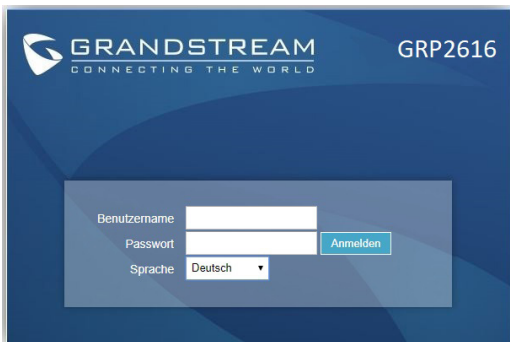 GRANDSTREAM
CONNECTING THE WORLD
GRP2616
Benutzername
Passwort
Anmelden
Sprache
Deutsch